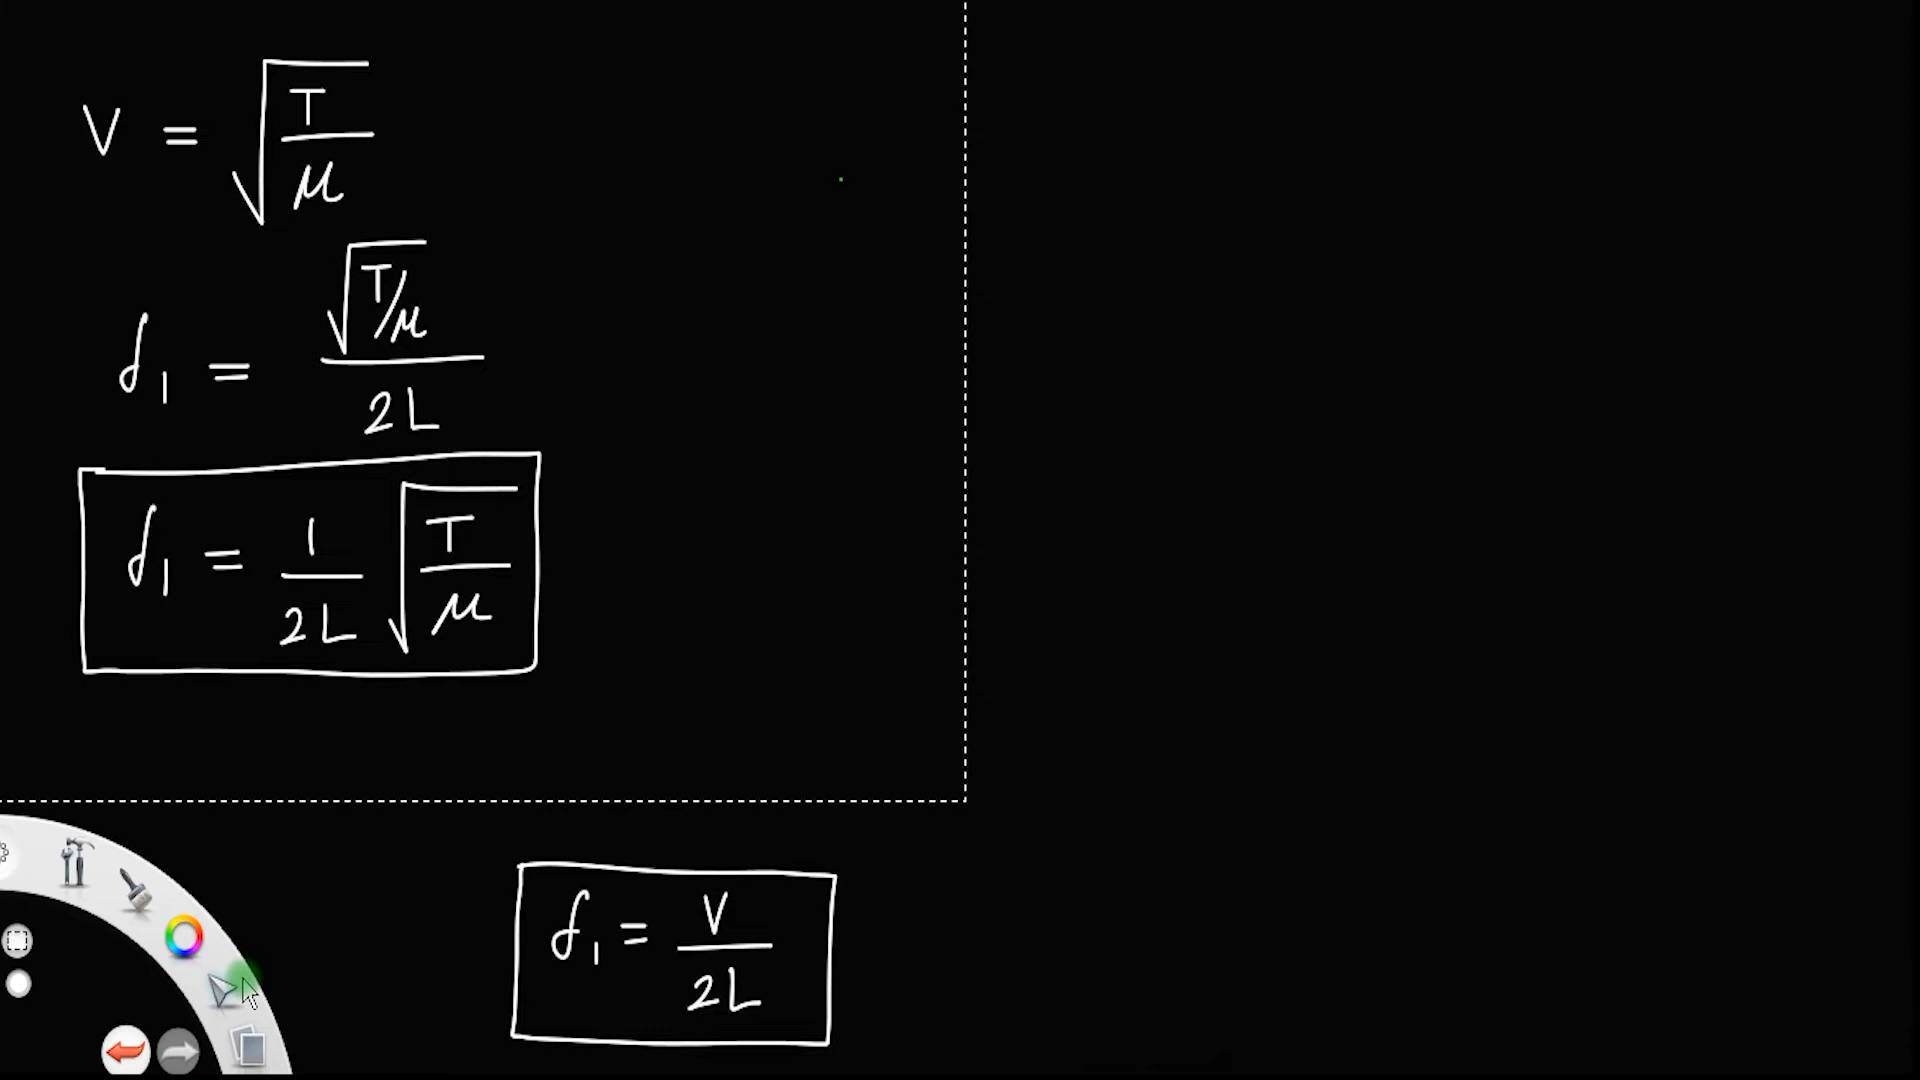 V = √(T/μ)
f₁ = √(T/μ) / 2L
f₁ = 1/2L √(T/μ)
f₁ = V/2L